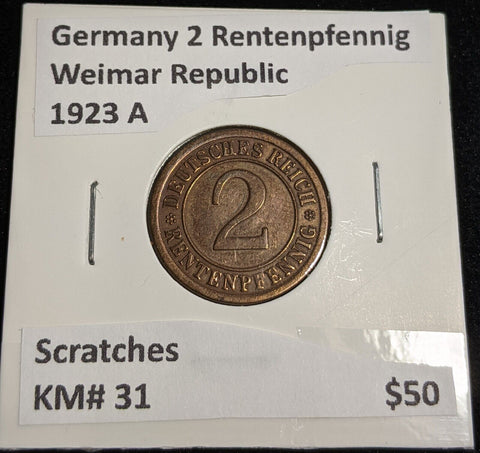 Germany 2 Rentenpfennig
Weimar Republic
1923 A
DEUTSCHES REICH
2
RENTENPFENNIG
Scratches
KM# 31 $50